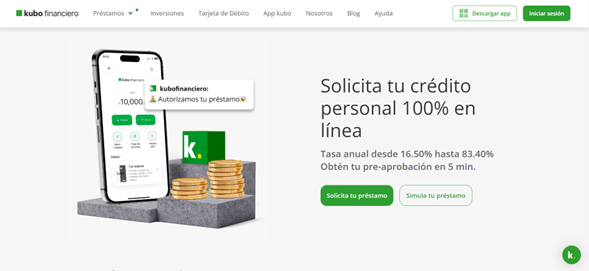 kubo.financiero
Préstamos
Inversiones
Tarjeta de Débito
App kubo
Nosotros
Blog
Ayuda
Descargar app
Iniciar sesión
kubo.financiero
10,000
kubofinanciero:
Autorizamos tu préstamo
k.
Solicita tu crédito
personal 100% en
línea
Tasa anual desde 16.50% hasta 83.40%
Obtén tu pre-aprobación en 5 min.
Solicita tu préstamo
Simula tu préstamo
k.